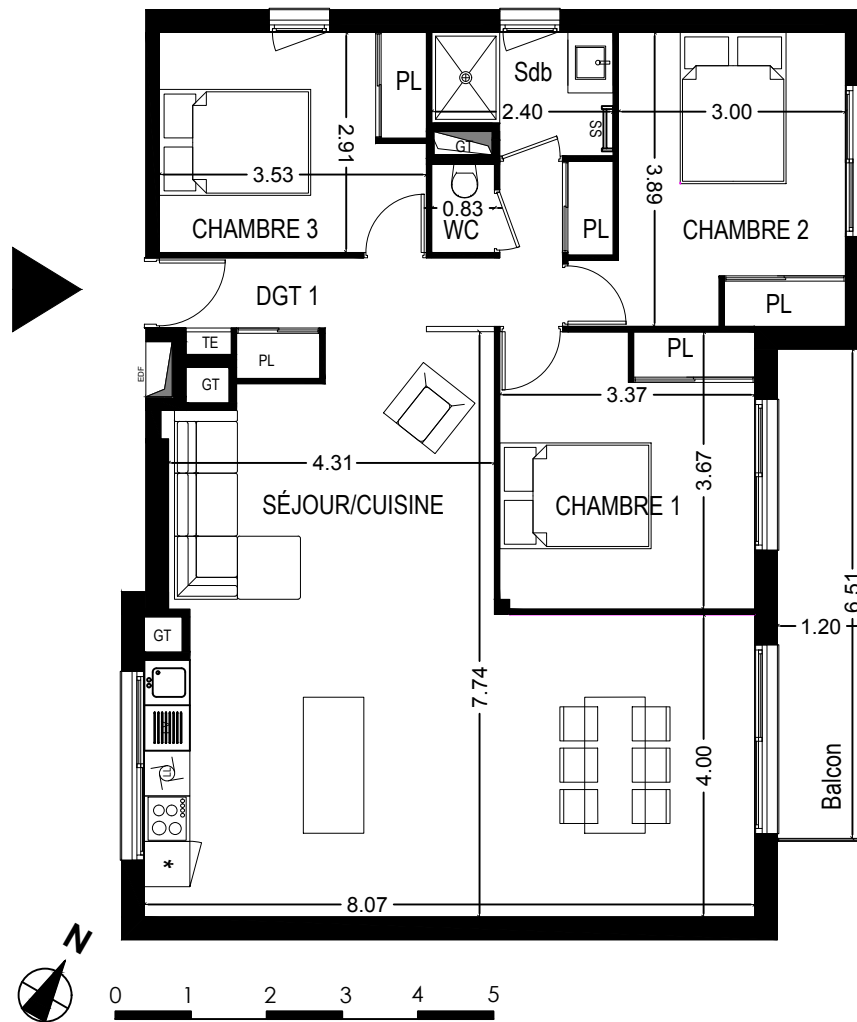 Sdb
PL
2.40
3.00
2.91
GT
SS
3.53
3.89
0.83
CHAMBRE 3
WC
PL
CHAMBRE 2
DGT 1
PL
TE
PL
PL
EDF
GT
3.37
4.31
3.67
SÉJOUR/CUISINE
CHAMBRE 1
6.51
GT
1.20
7.74
4.00
LL
Balcon
*
8.07
N
0 1 2 3 4 5